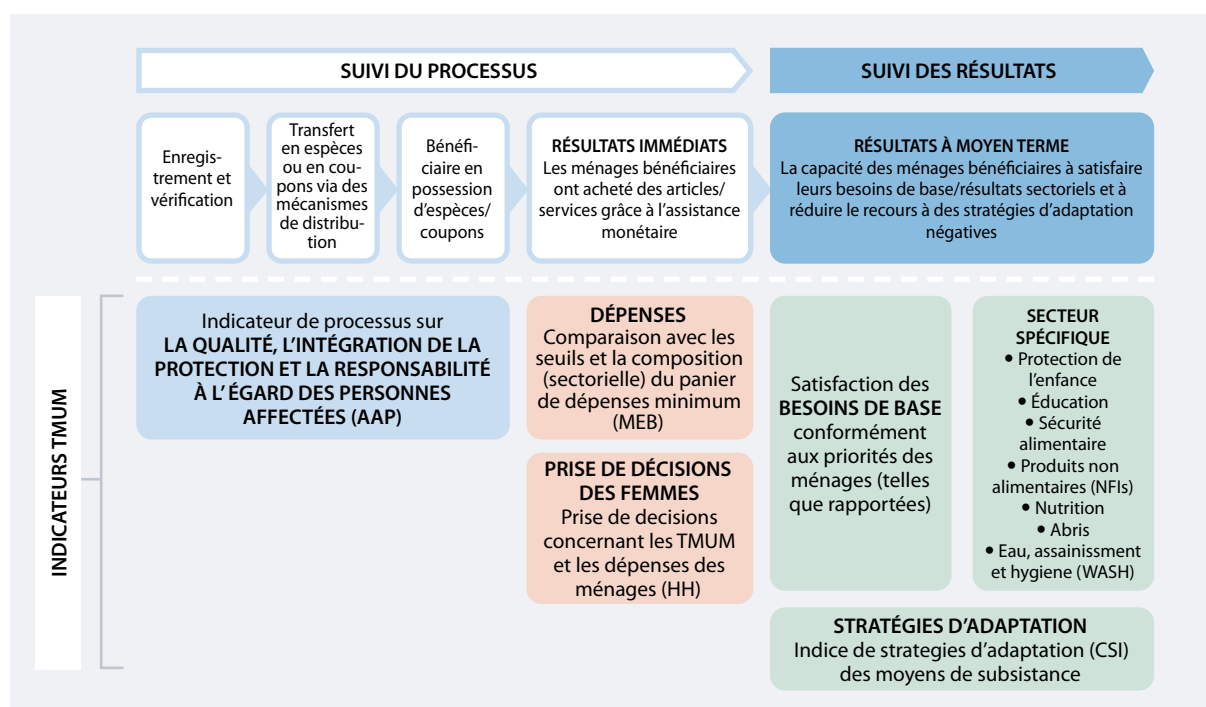 SUIVI DU PROCESSUS
SUIVI DES RÉSULTATS
Enregis-
trement et
vérification
Transfert
en espèces
ou en cou-
pons via des
mécanismes
de distribu-
tion
Bénéfi-
ciaire en
possession
d'espèces/
coupons
RÉSULTATS IMMÉDIATS
Les ménages bénéficiaires
ont acheté des articles/
services grâce à l'assistance
monétaire
RÉSULTATS À MOYEN TERME
La capacité des ménages bénéficiaires à satisfaire
leurs besoins de base/résultats sectoriels et à
réduire le recours à des stratégies d'adaptation
négatives
INDICATEURS TMUM
Indicateur de processus sur
LA QUALITÉ, L'INTÉGRATION DE LA
PROTECTION ET LA RESPONSABILITÉ
À L' ÉGARD DES PERSONNES
AFFECTÉES (AAP)
DÉPENSES
Comparaison avec les
seuils et la composition
(sectorielle) du panier
de dépenses minimum
(MEB)
PRISE DE DÉCISIONS
DES FEMMES
Prise de decisions
concernant les TMUM
et les dépenses des
ménages (HH)
Satisfaction des
BESOINS DE BASE
conformément
aux priorités des
ménages (telles
que rapportées)
SECTEUR
SPÉCIFIQUE
• Protection de
l'enfance
• Éducation
• Sécurité
alimentaire
• Produits non
alimentaires (NFIs)
• Nutrition
• Abris
• Eau, assainissment
et hygiene (WASH)
STRATÉGIES D'ADAPTATION
Indice de strategies d'adaptation (CSI)
des moyens de subsistance